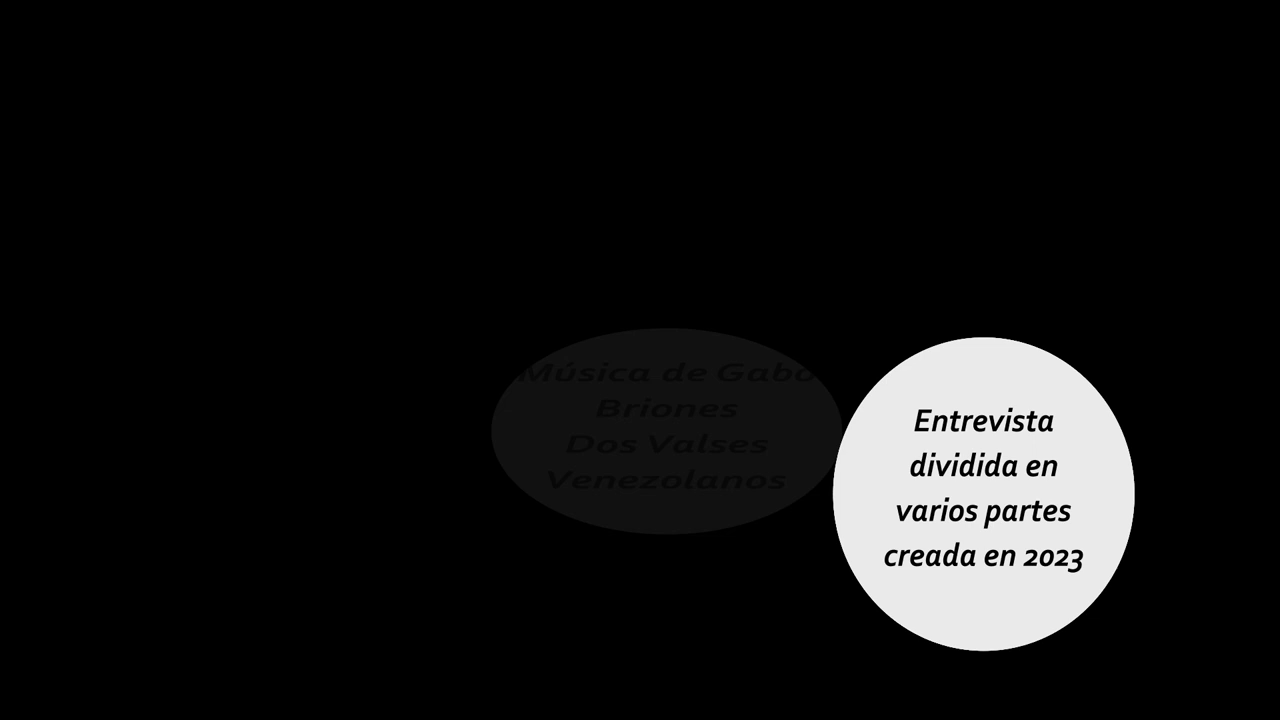 Música de Gabo
Briones
Dos Valses
Venezolanos
Entrevista
dividida en
varios partes
creada en 2023